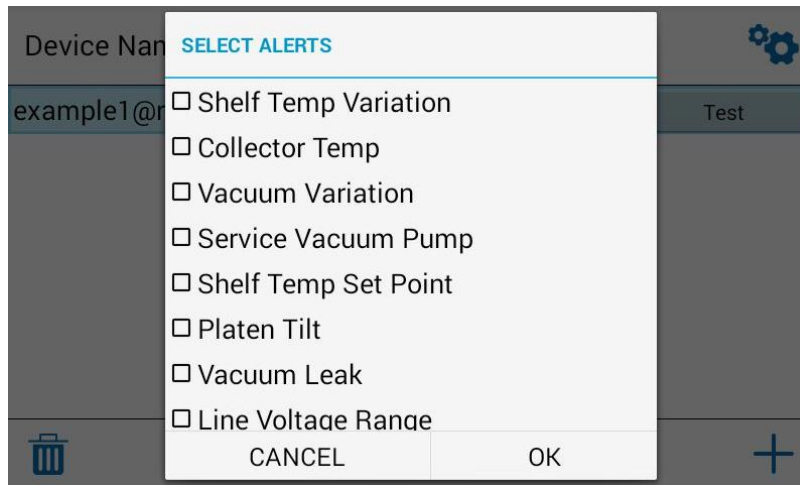 Device Nan
SELECT ALERTS
example1@r
Test
Shelf Temp Variation
Collector Temp
Vacuum Variation
Service Vacuum Pump
Shelf Temp Set Point
Platen Tilt
Vacuum Leak
Line Voltage Range
CANCEL
OK